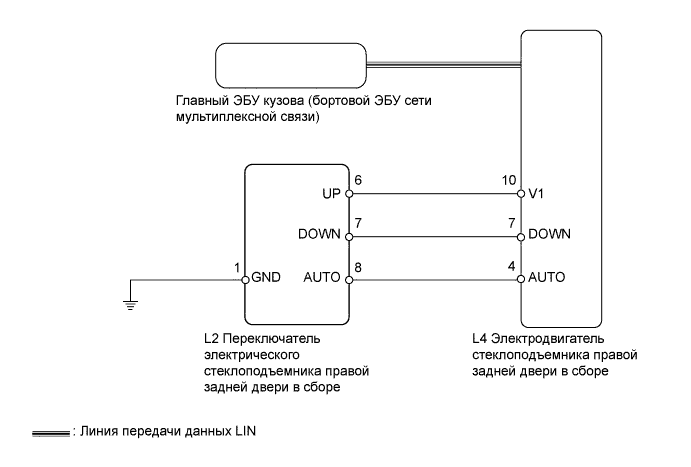 Главный ЭБУ кузова (бортовой ЭБУ сети
мультиплексной связи)
6 10
UP V1
7 7
DOWN DOWN
1 8 4
GND AUTO AUTO
L2 Переключатель
электрического
стеклоподъемника правой
задней двери в сборе
L4 Электродвигатель
стеклоподъемника правой
задней двери в сборе
: Линия передачи данных LIN